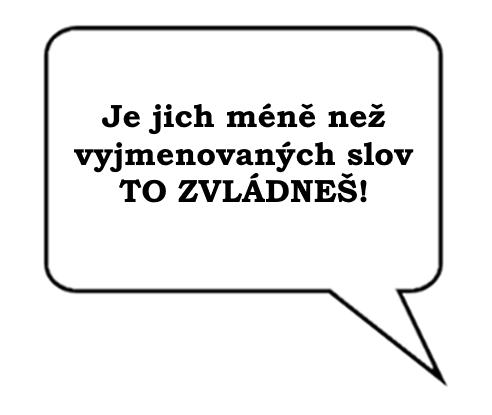 Je jich méně než
vyjmenovaných slov
TO ZVLÁDNEŠ!